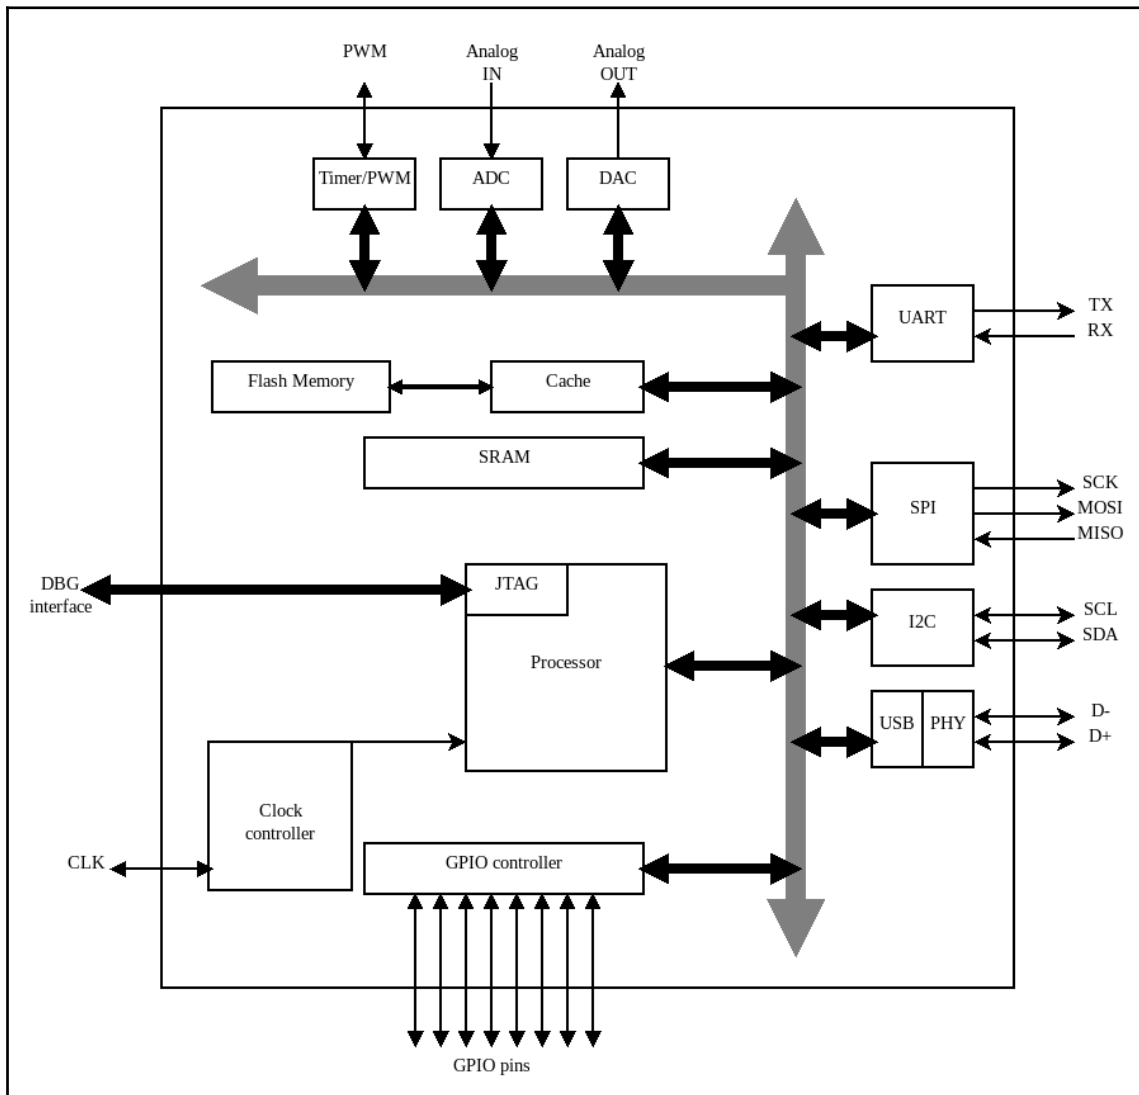 PWM
Analog
IN
Analog
OUT
Timer/PWM
ADC
DAC
UART
TX
RX
Flash Memory
Cache
SRAM
SPI
SCK
MOSI
MISO
DBG
interface
JTAG
Processor
I2C
SCL
SDA
USB
PHY
D-
D+
Clock
controller
CLK
GPIO controller
GPIO pins